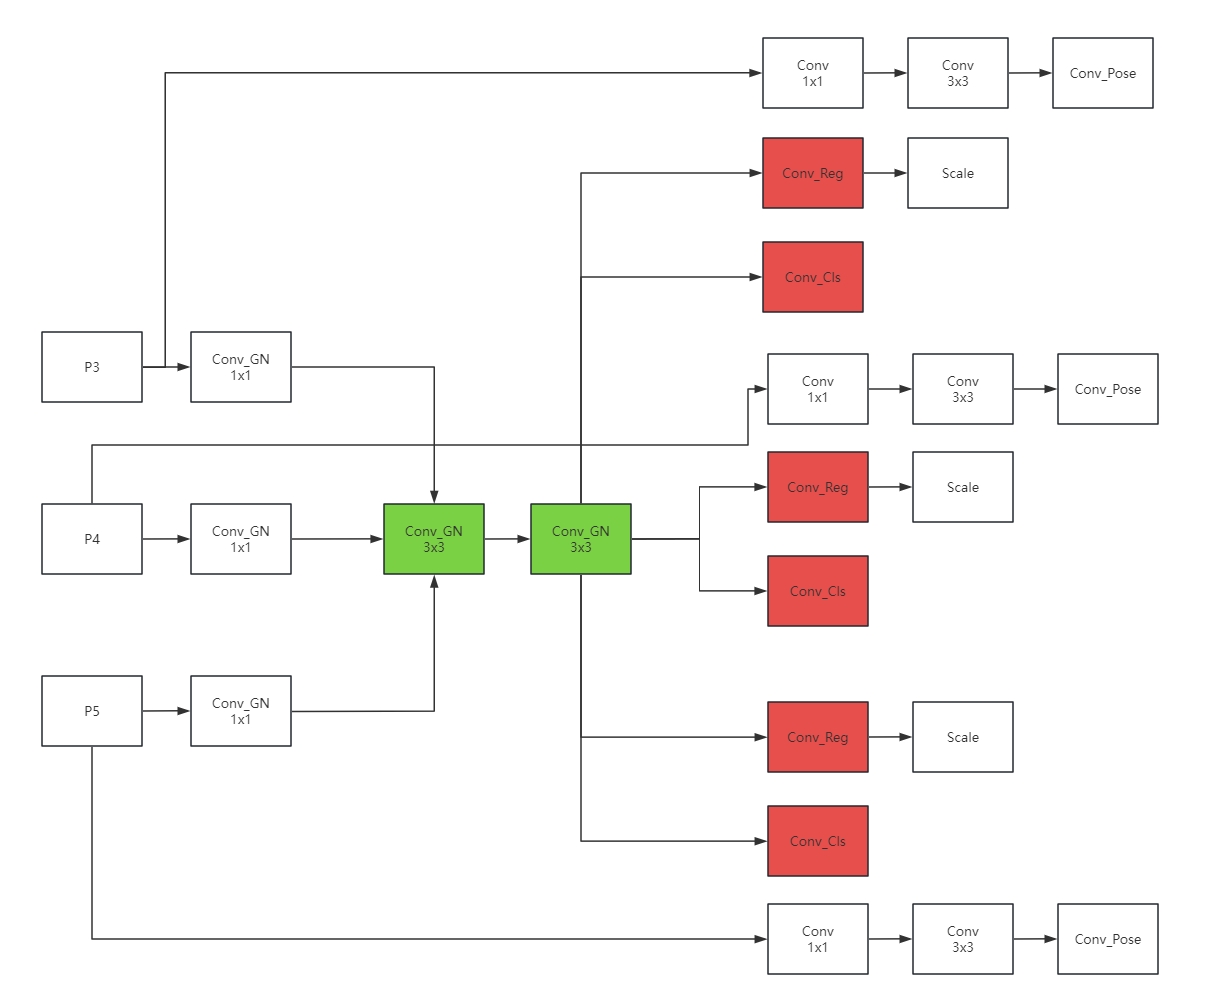 Conv
1x1
Conv
3x3
Conv_Pose
Conv_Reg
Scale
Conv_Cls
P3
Conv_GN
1x1
Conv
1x1
Conv
3x3
Conv_Pose
Conv_Reg
Scale
P4
Conv_GN
1x1
Conv_GN
3x3
Conv_GN
3x3
Conv_Cls
P5
Conv_GN
1x1
Conv_Reg
Scale
Conv_Cls
Conv
1x1
Conv
3x3
Conv_Pose